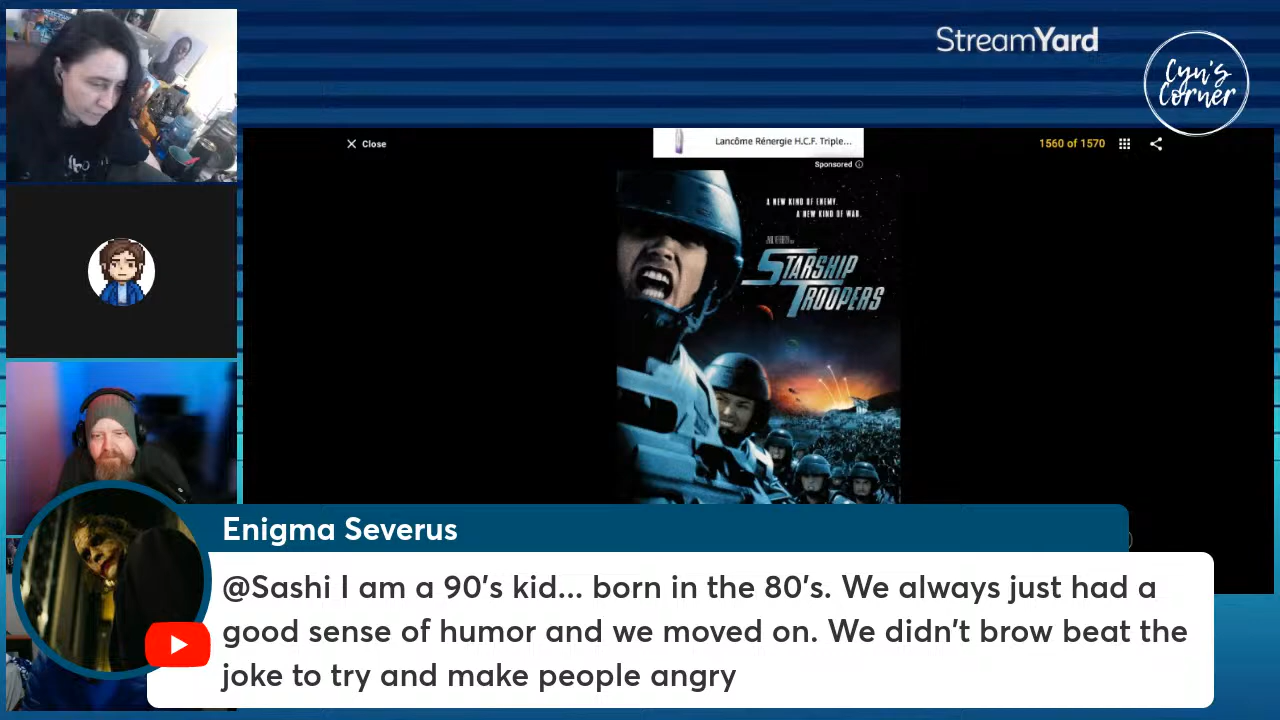 StreamYard
Cyn's
Corner
Close
Lancôme Rénergie H.C.F. Triple...
Sponsored
1560 of 1570
A NEW KIND OF ENEMY.
A NEW KIND OF WAR.
STARSHIP
TROOPERS
Enigma Severus
@Sashi I am a 90's kid... born in the 80's. We always just had a
good sense of humor and we moved on. We didn't brow beat the
joke to try and make people angry